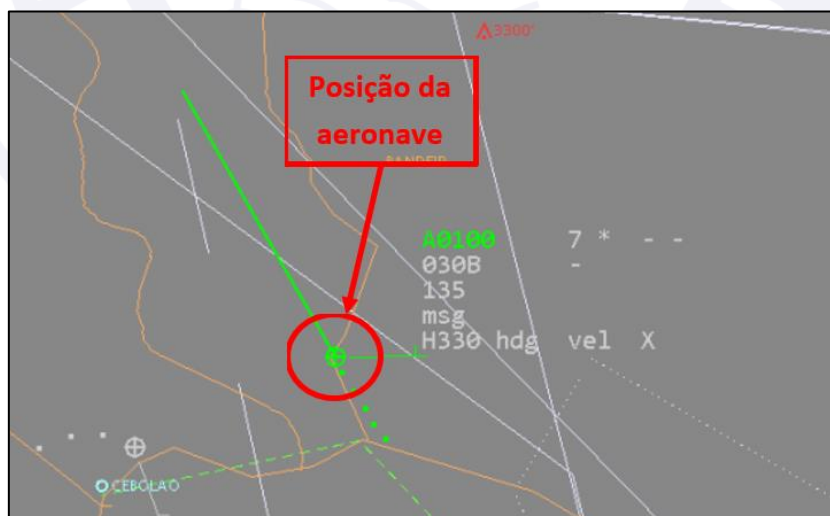 3300'
Posição da
aeronave
A0100 7 * - -
030B -
135
msg
H330 hdg vel X
CEBOLAO